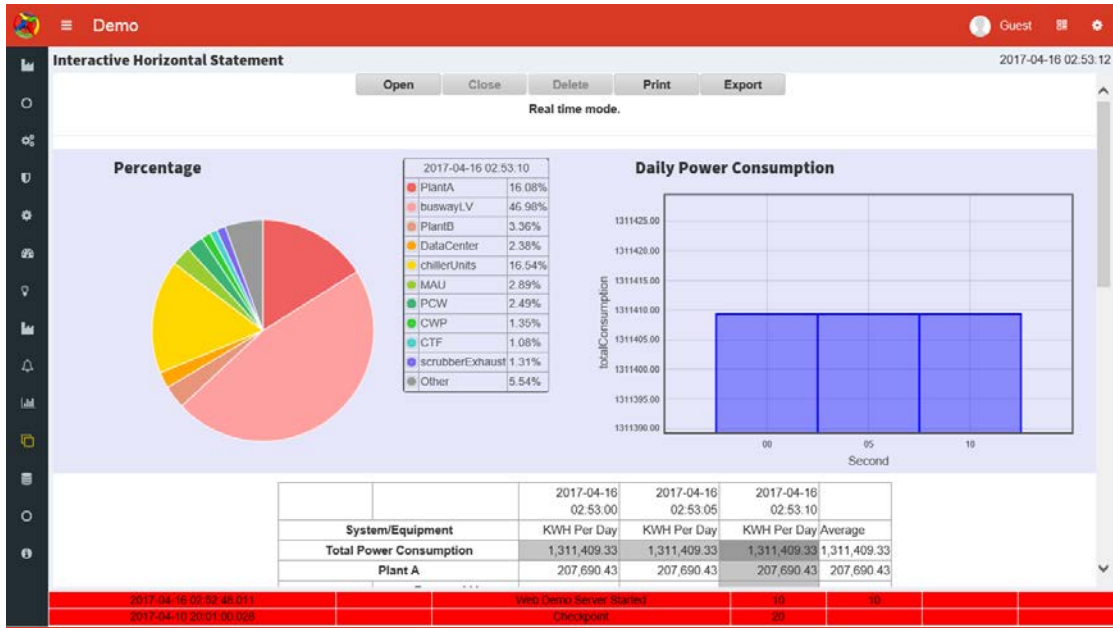 Demo
Guest
Interactive Horizontal Statement
2017-04-16 02:53:12
Open Close Delete Print Export
Real time mode.
Percentage
2017-04-16 02:53:10
PlantA 16.08%
buswayLV 46.98%
PlantB 3.36%
DataCenter 2.38%
chillerUnits 16.54%
MAU 2.89%
PCW 2.49%
CWP 1.35%
CTF 1.08%
scrubberExhaust 1.31%
Other 5.54%
Daily Power Consumption
totalConsumption
1311425.00
1311420.00
1311415.00
1311410.00
1311405.00
1311400.00
1311395.00
1311390.00
00 05 10
Second
2017-04-16 2017-04-16 2017-04-16
02:53:00 02:53:05 02:53:10
System/Equipment KWH Per Day KWH Per Day KWH Per Day Average
Total Power Consumption 1,311,409.33 1,311,409.33 1,311,409.33 1,311,409.33
Plant A 207,690.43 207,690.43 207,690.43 207,690.43
2017-04-16 02:52:48.011 Web Demo Server Started 10 10
2017-04-10 20:01:00.028 Checkpoint 20